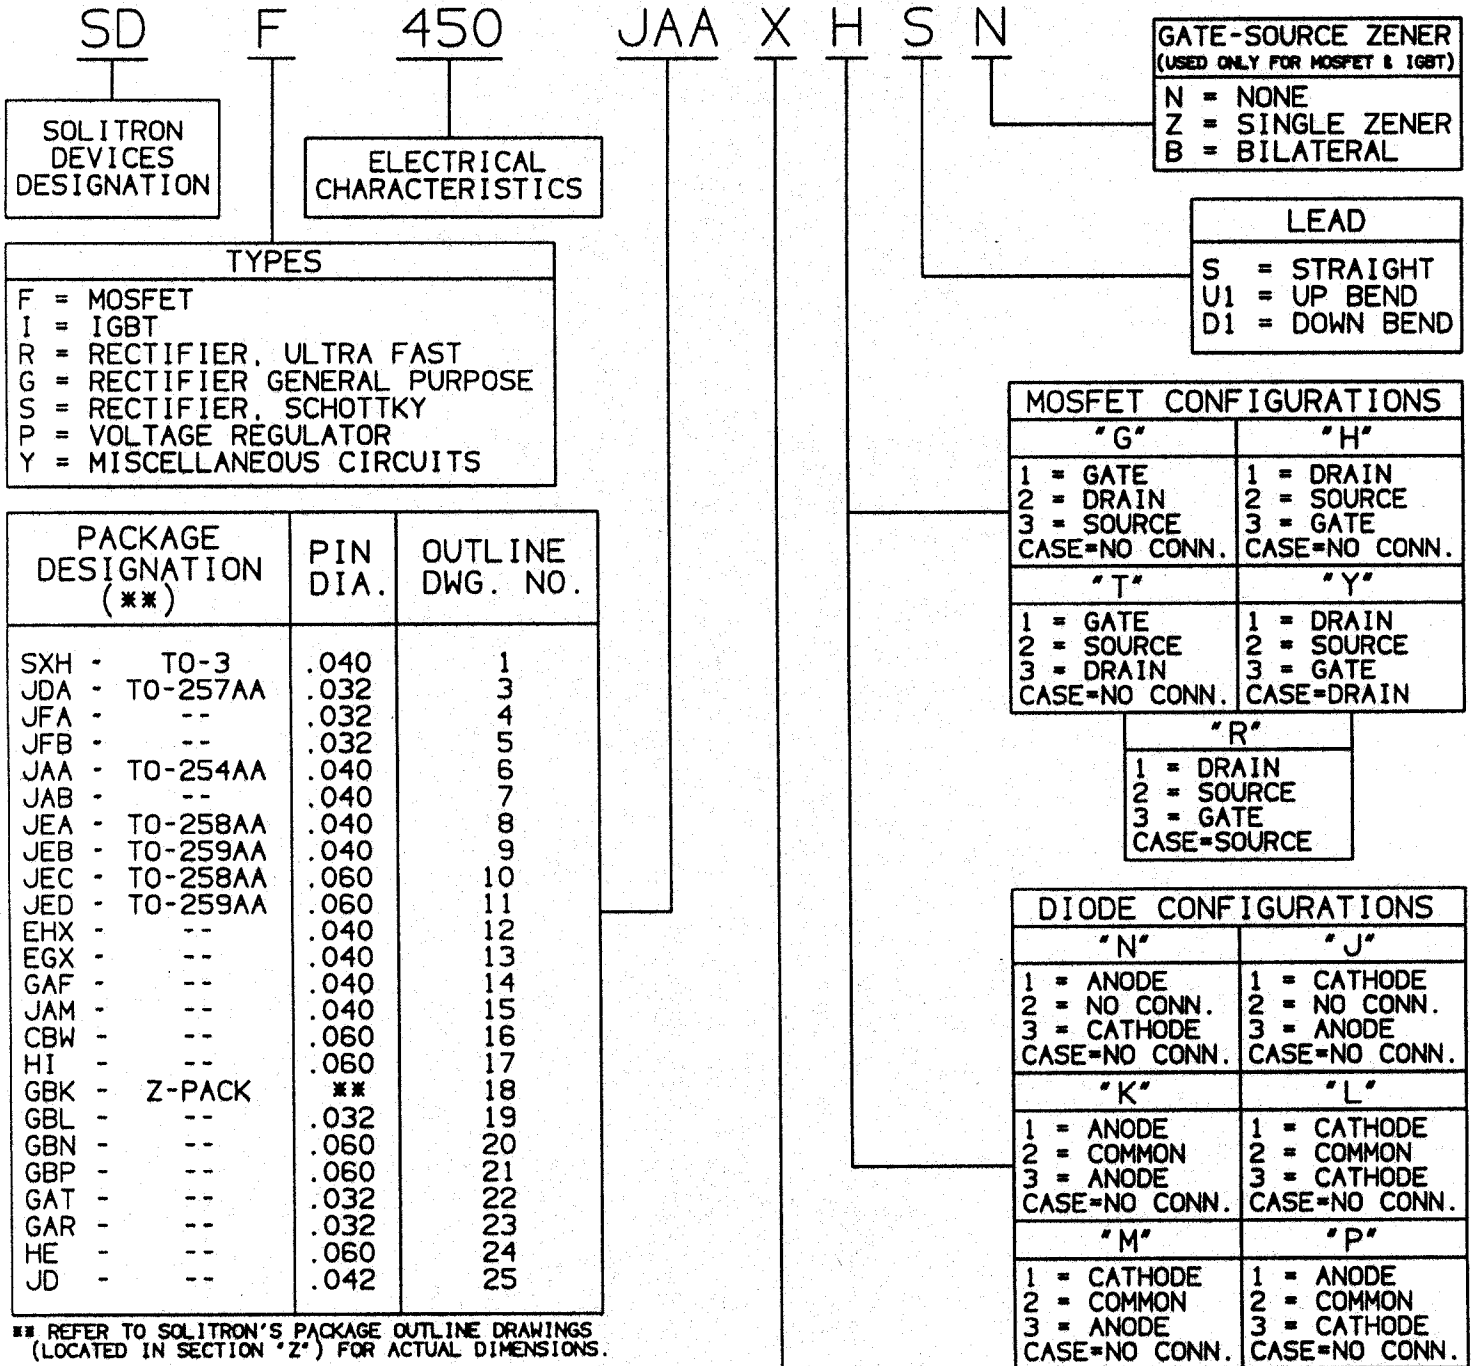 SD F 450 JAA X H S N
SOLITRON
DEVICES
DESIGNATION
ELECTRICAL
CHARACTERISTICS
GATE-SOURCE ZENER
(USED ONLY FOR MOSFET & IGBT)
N = NONE
Z = SINGLE ZENER
B = BILATERAL
LEAD
S = STRAIGHT
U1 = UP BEND
D1 = DOWN BEND
TYPES
F = MOSFET
I = IGBT
R = RECTIFIER, ULTRA FAST
G = RECTIFIER GENERAL PURPOSE
S = RECTIFIER, SCHOTTKY
P = VOLTAGE REGULATOR
Y = MISCELLANEOUS CIRCUITS
PACKAGE
DESIGNATION
(**)
PIN
DIA.
OUTLINE
DWG. NO.
SXH - TO-3 .040 1
JDA - TO-257AA .032 3
JFA - -- .032 4
JFB - -- .032 5
JAA - TO-254AA .040 6
JAB - -- .040 7
JEA - TO-258AA .040 8
JEB - TO-259AA .040 9
JEC - TO-258AA .060 10
JED - TO-259AA .060 11
EHX - -- .040 12
EGX - -- .040 13
GAF - -- .040 14
JAM - -- .040 15
CBW - -- .060 16
HI - -- .060 17
GBK - Z-PACK ** 18
GBL - -- .032 19
GBN - -- .060 20
GBP - -- .060 21
GAT - -- .032 22
GAR - -- .032 23
HE - -- .060 24
JD - -- .042 25
** REFER TO SOLITRON'S PACKAGE OUTLINE DRAWINGS
(LOCATED IN SECTION "Z") FOR ACTUAL DIMENSIONS.
MOSFET CONFIGURATIONS
"G"
1 = GATE
2 = DRAIN
3 = SOURCE
CASE=NO CONN.
"H"
1 = DRAIN
2 = SOURCE
3 = GATE
CASE=NO CONN.
"T"
1 = GATE
2 = SOURCE
3 = DRAIN
CASE=NO CONN.
"Y"
1 = DRAIN
2 = SOURCE
3 = GATE
CASE=DRAIN
"R"
1 = DRAIN
2 = SOURCE
3 = GATE
CASE=SOURCE
DIODE CONFIGURATIONS
"N"
1 = ANODE
2 = NO CONN.
3 = CATHODE
CASE=NO CONN.
"J"
1 = CATHODE
2 = NO CONN.
3 = ANODE
CASE=NO CONN.
"K"
1 = ANODE
2 = COMMON
3 = ANODE
CASE=NO CONN.
"L"
1 = CATHODE
2 = COMMON
3 = CATHODE
CASE=NO CONN.
"M"
1 = CATHODE
2 = COMMON
3 = ANODE
CASE=NO CONN.
"P"
1 = ANODE
2 = COMMON
3 = CATHODE
CASE=NO CONN.